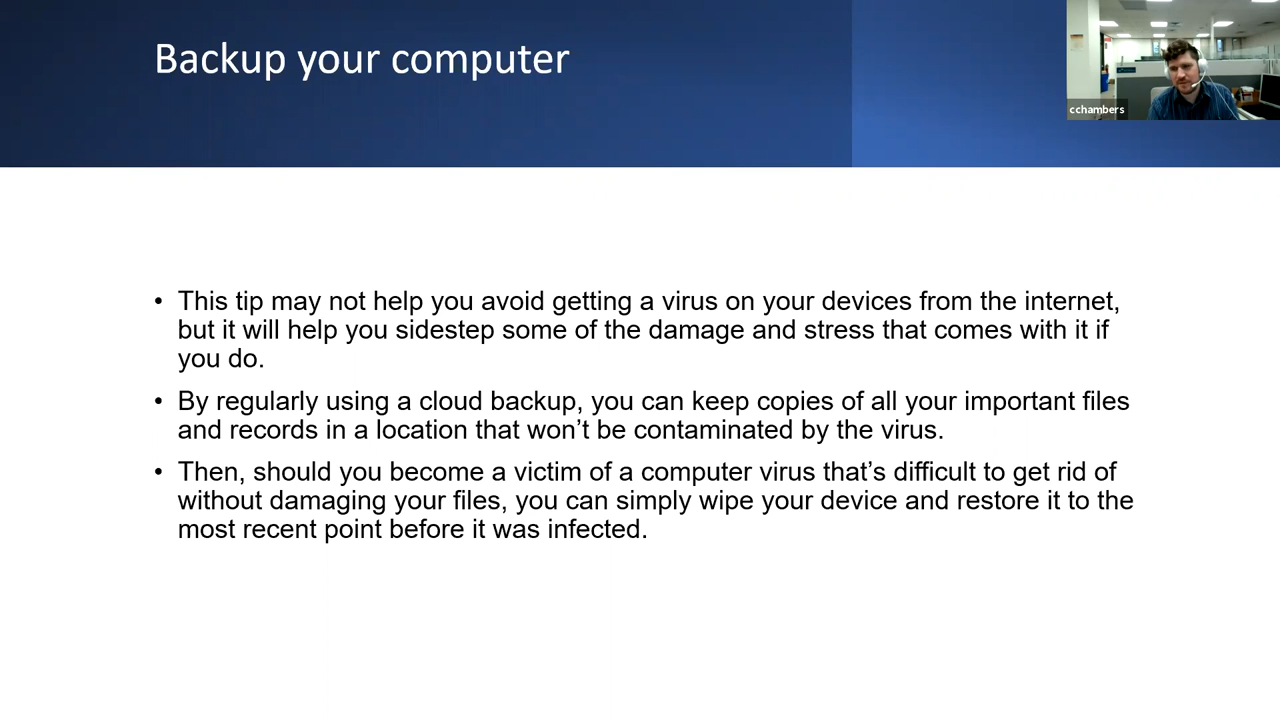 Backup your computer
cchambers
• This tip may not help you avoid getting a virus on your devices from the internet,
but it will help you sidestep some of the damage and stress that comes with it if
you do.
• By regularly using a cloud backup, you can keep copies of all your important files
and records in a location that won’t be contaminated by the virus.
• Then, should you become a victim of a computer virus that’s difficult to get rid of
without damaging your files, you can simply wipe your device and restore it to the
most recent point before it was infected.